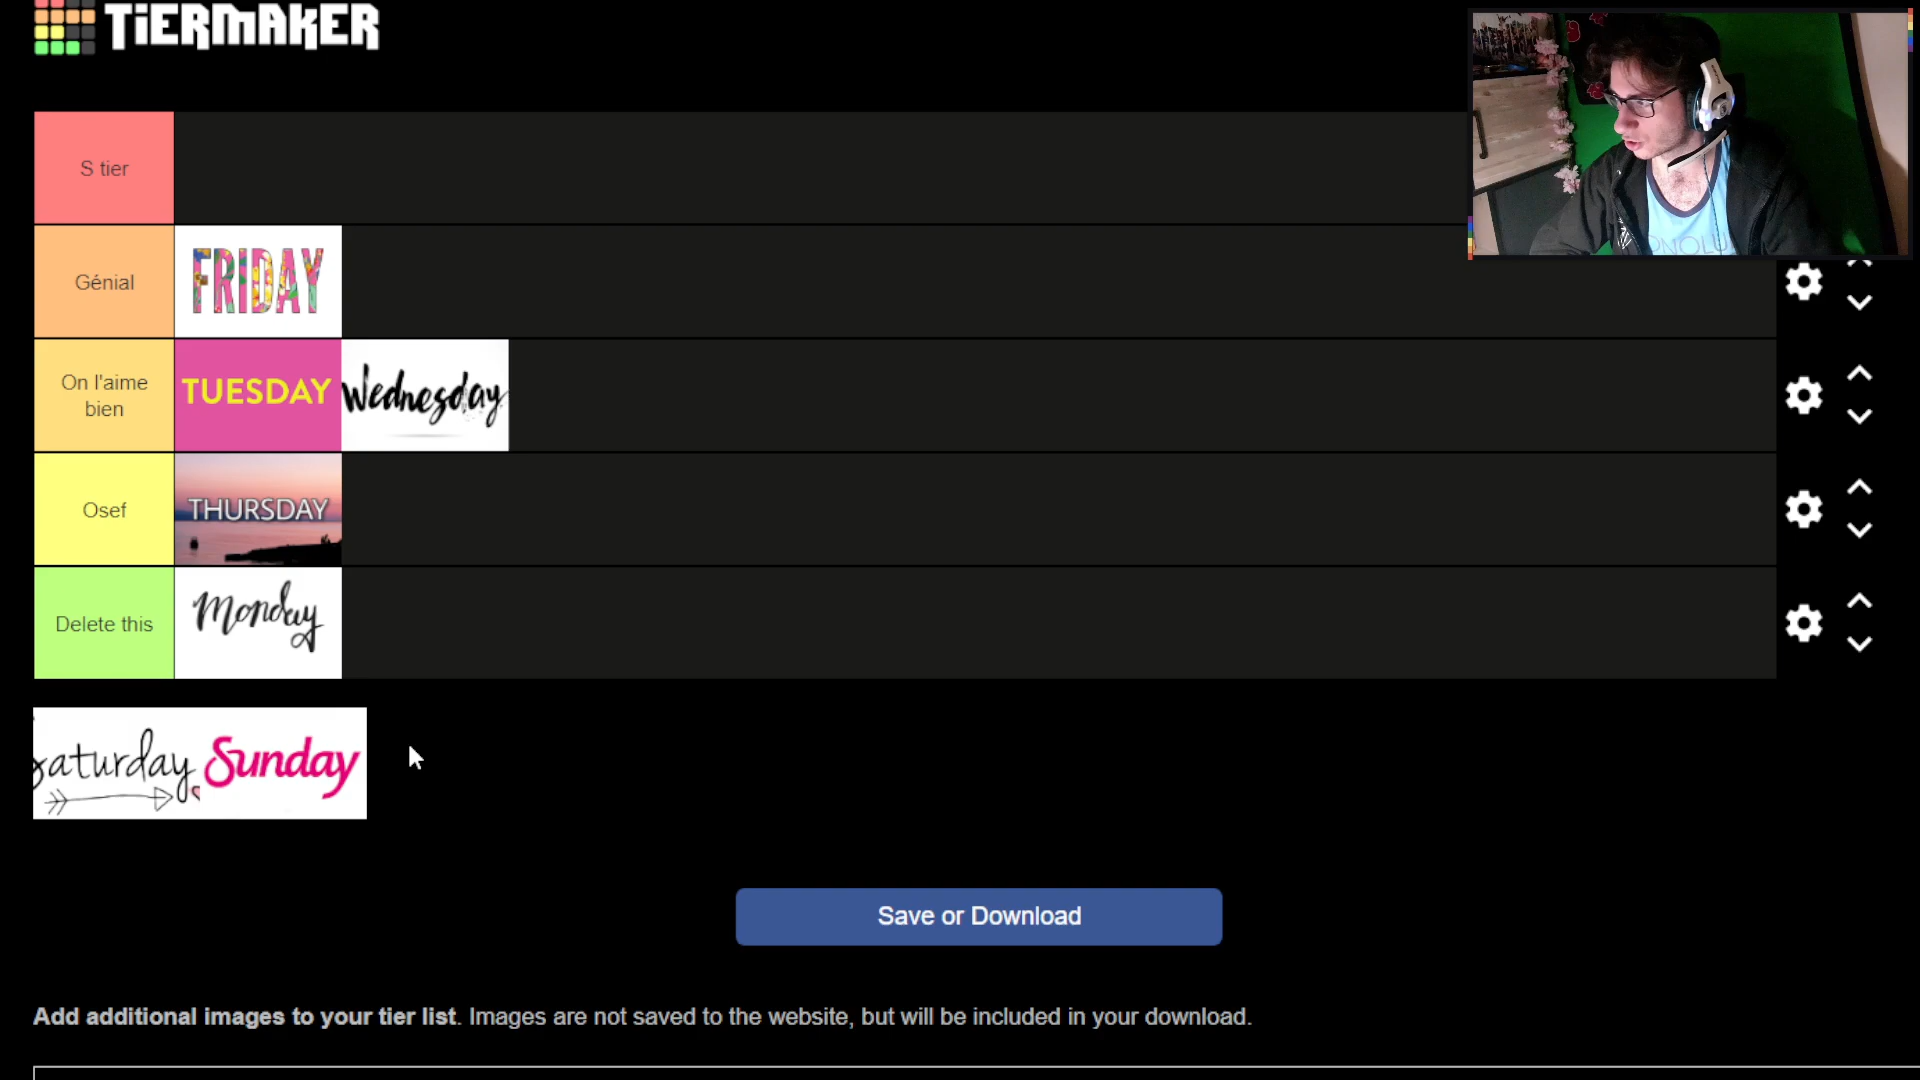 TiERMAKER
S tier
Génial
FRIDAY
On l'aime
bien
TUESDAY
Wednesday
Osef
THURSDAY
Delete this
Monday
Saturday
Sunday
Save or Download
Add additional images to your tier list. Images are not saved to the website, but will be included in your download.